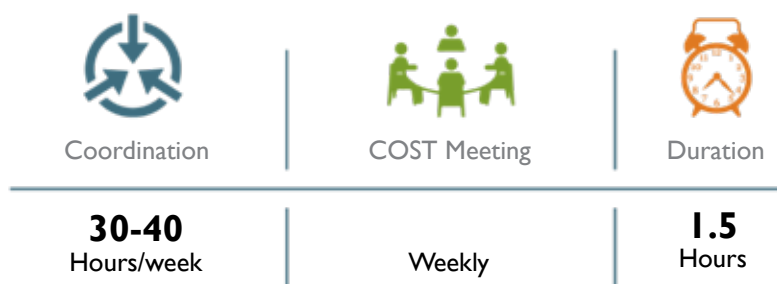 Coordination
COST Meeting
Duration
30-40
Hours/week
Weekly
1.5
Hours